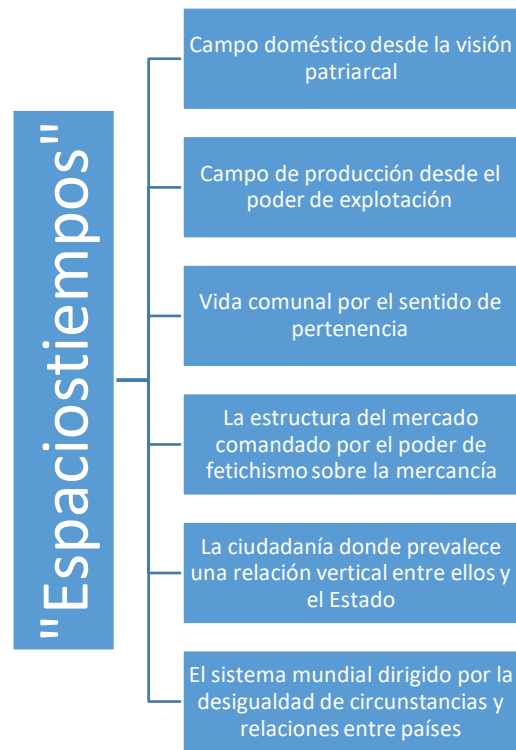 "Espaciostiempos"
Campo doméstico desde la visión
patriarcal
Campo de producción desde el
poder de explotación
Vida comunal por el sentido de
pertenencia
La estructura del mercado
comandado por el poder de
fetichismo sobre la mercancía
La ciudadanía donde prevalece
una relación vertical entre ellos y
el Estado
El sistema mundial dirigido por la
desigualdad de circunstancias y
relaciones entre países